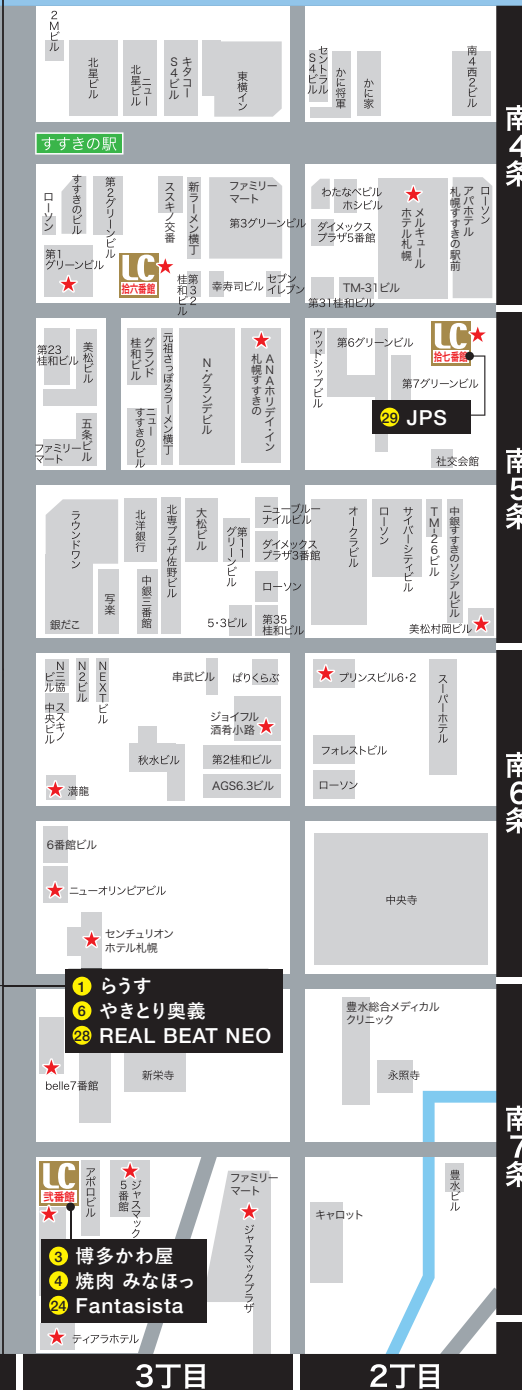 2Mビル
北星ビル
ニュー
北星ビル
キタコー
S4ビル
東横イン
セントラル
S4ビル
かに将軍
かに家
南4西2ビル
南4条
すすきの駅
ローソン
すすきのビル
第2グリーンビル
ススキノ交番
新ラーメン横丁
ファミリー
マート
第3グリーンビル
第1
グリーンビル
LC
拾六番館
第32
桂和ビル
幸寿司ビル
セブン
イレブン
わたなべビル
ホシビル
ダイメックス
プラザ5番館
メルキュール
ホテル札幌
ローソン
アパホテル
札幌すすきの駅前
TM-31ビル
第31桂和ビル
第23
桂和ビル
美松ビル
五条ビル
ファミリー
マート
グランド
桂和ビル
ニュー
すすきのビル
元祖さっぽろラーメン横丁
N・グランデビル
ANAホリデイ・イン
札幌すすきの
ウッドシップビル
第6グリーンビル
LC
拾七番館
第7グリーンビル
29 JPS
社交会館
南5条
ラウンドワン
銀だこ
北洋銀行
写楽
中銀三番館
北専プラザ佐野ビル
大松ビル
第11
グリーンビル
ニューブルー
ナイルビル
ダイメックス
プラザ3番館
ローソン
5・3ビル
第35
桂和ビル
オークラビル
ローソン
サイバーシティビル
TM-26ビル
中銀すすきのソシアルビル
美松村岡ビル
N三協
ビル
N2ビル
NEXTビル
ススキノ
中央ビル
串武ビル
ぱりくらぶ
ジョイフル
酒肴小路
秋水ビル
第2桂和ビル
AGS6.3ビル
満龍
プリンスビル6・2
スーパーホテル
フォレストビル
ローソン
南6条
6番館ビル
ニューオリンピアビル
センチュリオン
ホテル札幌
中央寺
1 らうす
6 やきとり奥義
28 REAL BEAT NEO
belle7番館
新栄寺
豊水総合メディカル
クリニック
永照寺
南7条
LC
弐番館
アポロビル
ジャスマック
5番館
ファミリー
マート
ジャスマックプラザ
キャロット
豊水ビル
3 博多かわ屋
4 焼肉 みなほっ
24 Fantasista
ティアラホテル
3丁目
2丁目